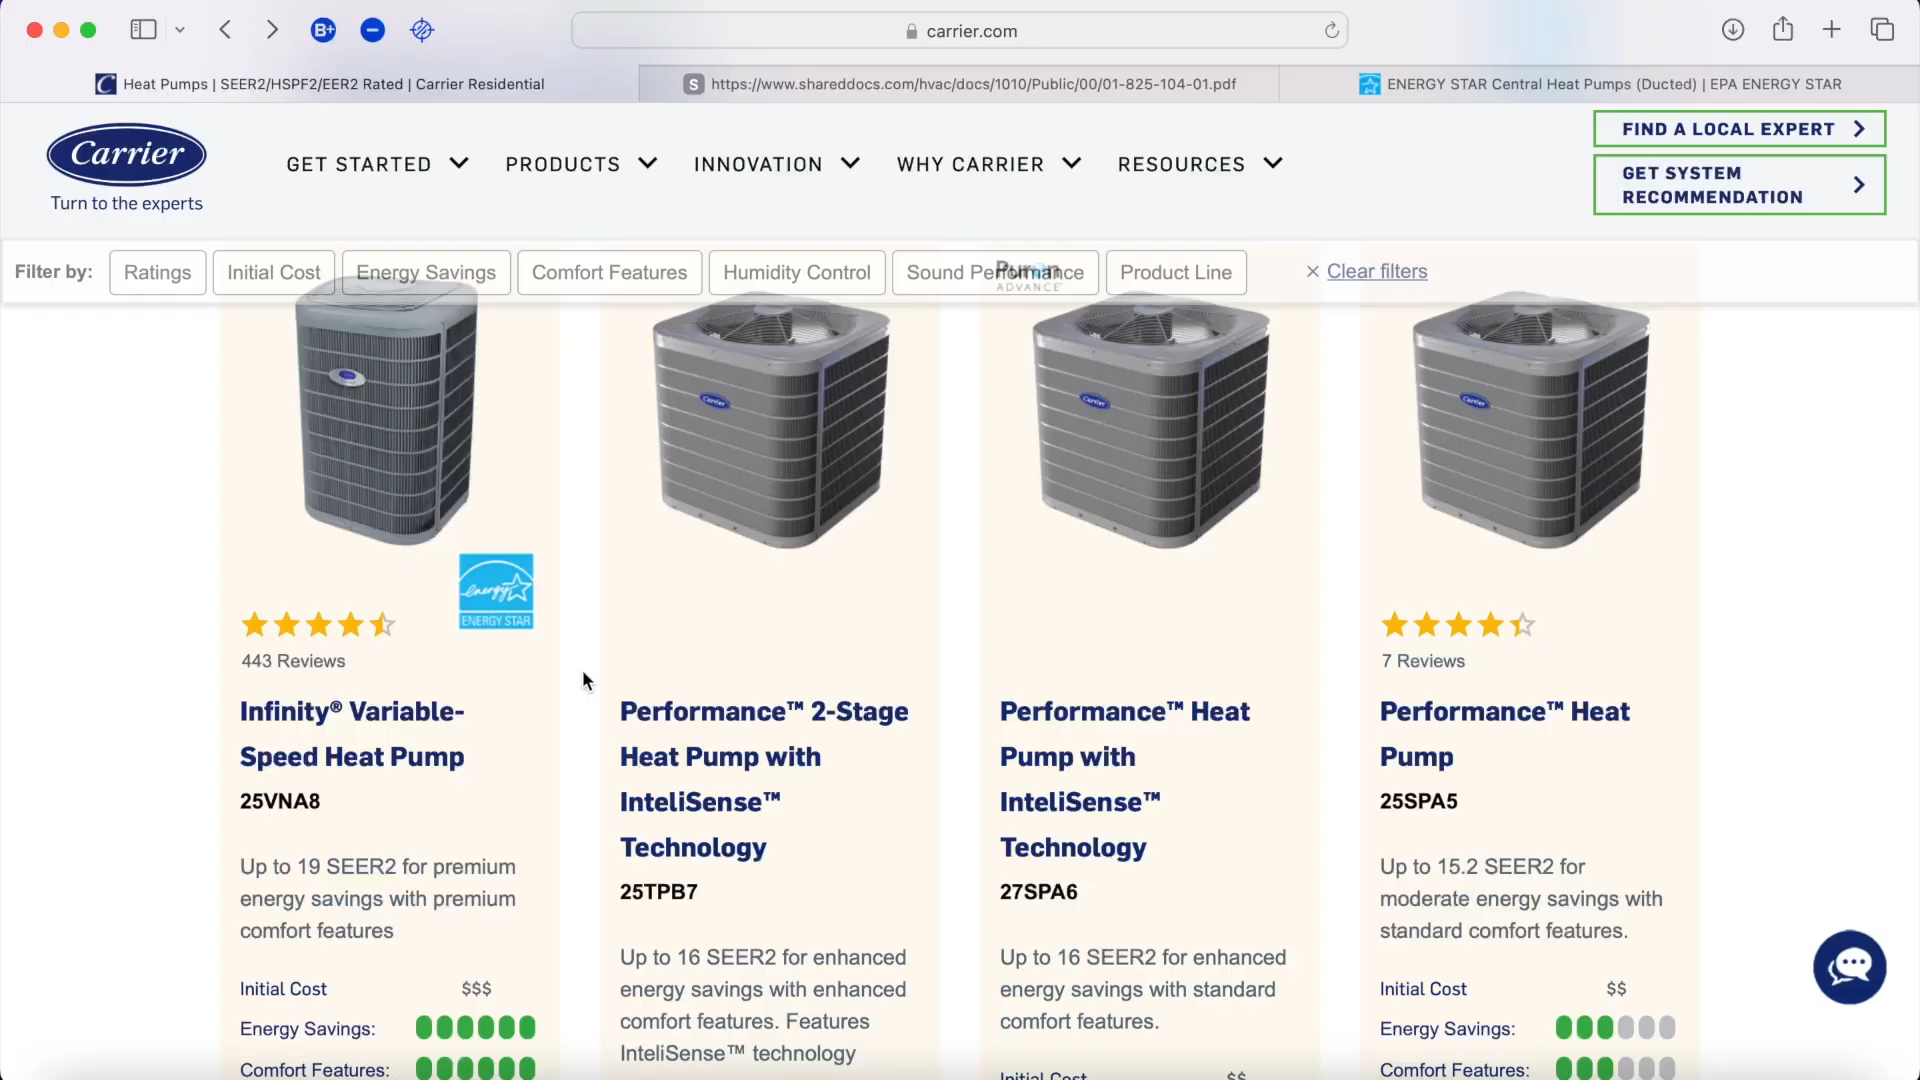 B+
carrier.com
Heat Pumps | SEER2/HSPF2/EER2 Rated | Carrier Residential
S https://www.shareddocs.com/hvac/docs/1010/Public/00/01-825-104-01.pdf
ENERGY STAR Central Heat Pumps (Ducted) | EPA ENERGY STAR
Carrier
Turn to the experts
GET STARTED
PRODUCTS
INNOVATION
WHY CARRIER
RESOURCES
FIND A LOCAL EXPERT
GET SYSTEM
RECOMMENDATION
Filter by:
Ratings
Initial Cost
Energy Savings
Comfort Features
Humidity Control
Sound Performance
Product Line
× Clear filters
Puron
ADVANCE™
Carrier
Carrier
Carrier
energy
ENERGY STAR
443 Reviews
Infinity® Variable-
Speed Heat Pump
25VNA8
Up to 19 SEER2 for premium
energy savings with premium
comfort features
Initial Cost $$$
Energy Savings:
Comfort Features:
Performance™ 2-Stage
Heat Pump with
InteliSense™
Technology
25TPB7
Up to 16 SEER2 for enhanced
energy savings with enhanced
comfort features. Features
InteliSense™ technology
Performance™ Heat
Pump with
InteliSense™
Technology
27SPA6
Up to 16 SEER2 for enhanced
energy savings with standard
comfort features.
Initial Cost $$
7 Reviews
Performance™ Heat
Pump
25SPA5
Up to 15.2 SEER2 for
moderate energy savings with
standard comfort features.
Initial Cost $$
Energy Savings:
Comfort Features: